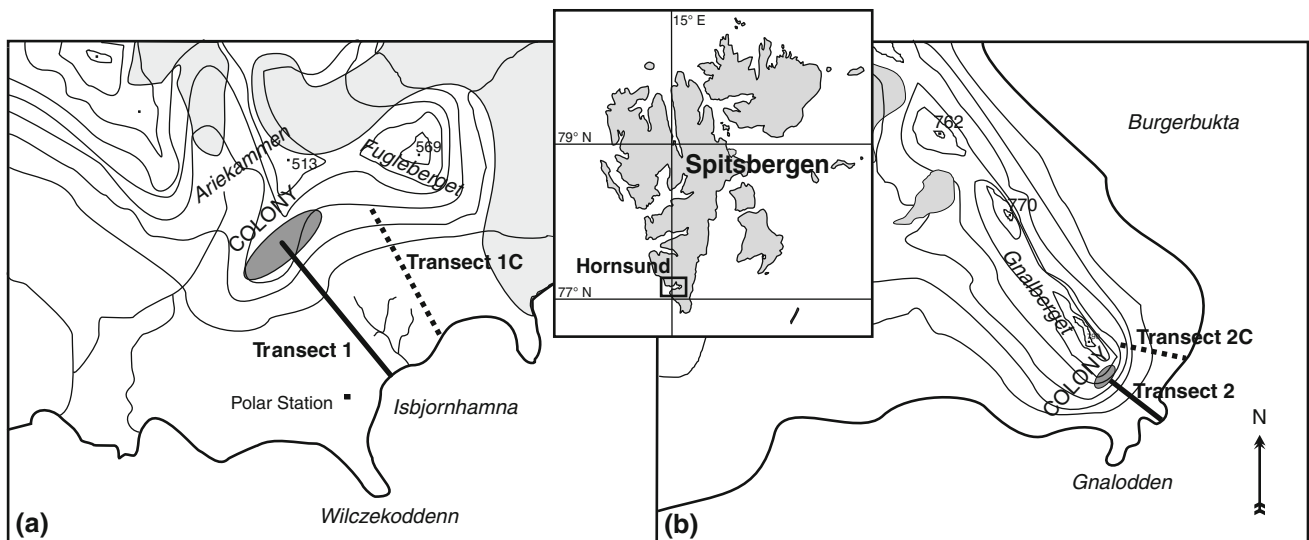 513
569
Ariekammen
Fugleberget
COLONY
Transect 1C
Transect 1
Polar Station
Isbjornhamna
Wilczekoddenn
(a)
15° E
79° N
Spitsbergen
Hornsund
77° N
762
770
Burgerbukta
Gnalberget
COLONY
Transect 2C
Transect 2
N
Gnalodden
(b)